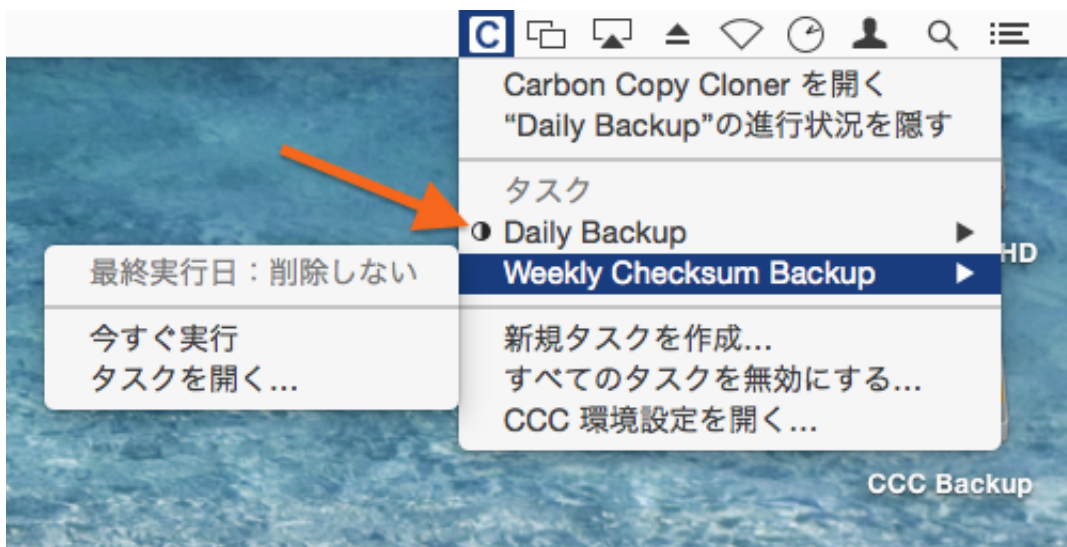 C
Carbon Copy Cloner を開く
“Daily Backup”の進行状況を隠す
タスク
Daily Backup
Weekly Checksum Backup
最終実行日：削除しない
今すぐ実行
タスクを開く...
新規タスクを作成...
すべてのタスクを無効にする...
CCC 環境設定を開く...
HD
CCC Backup